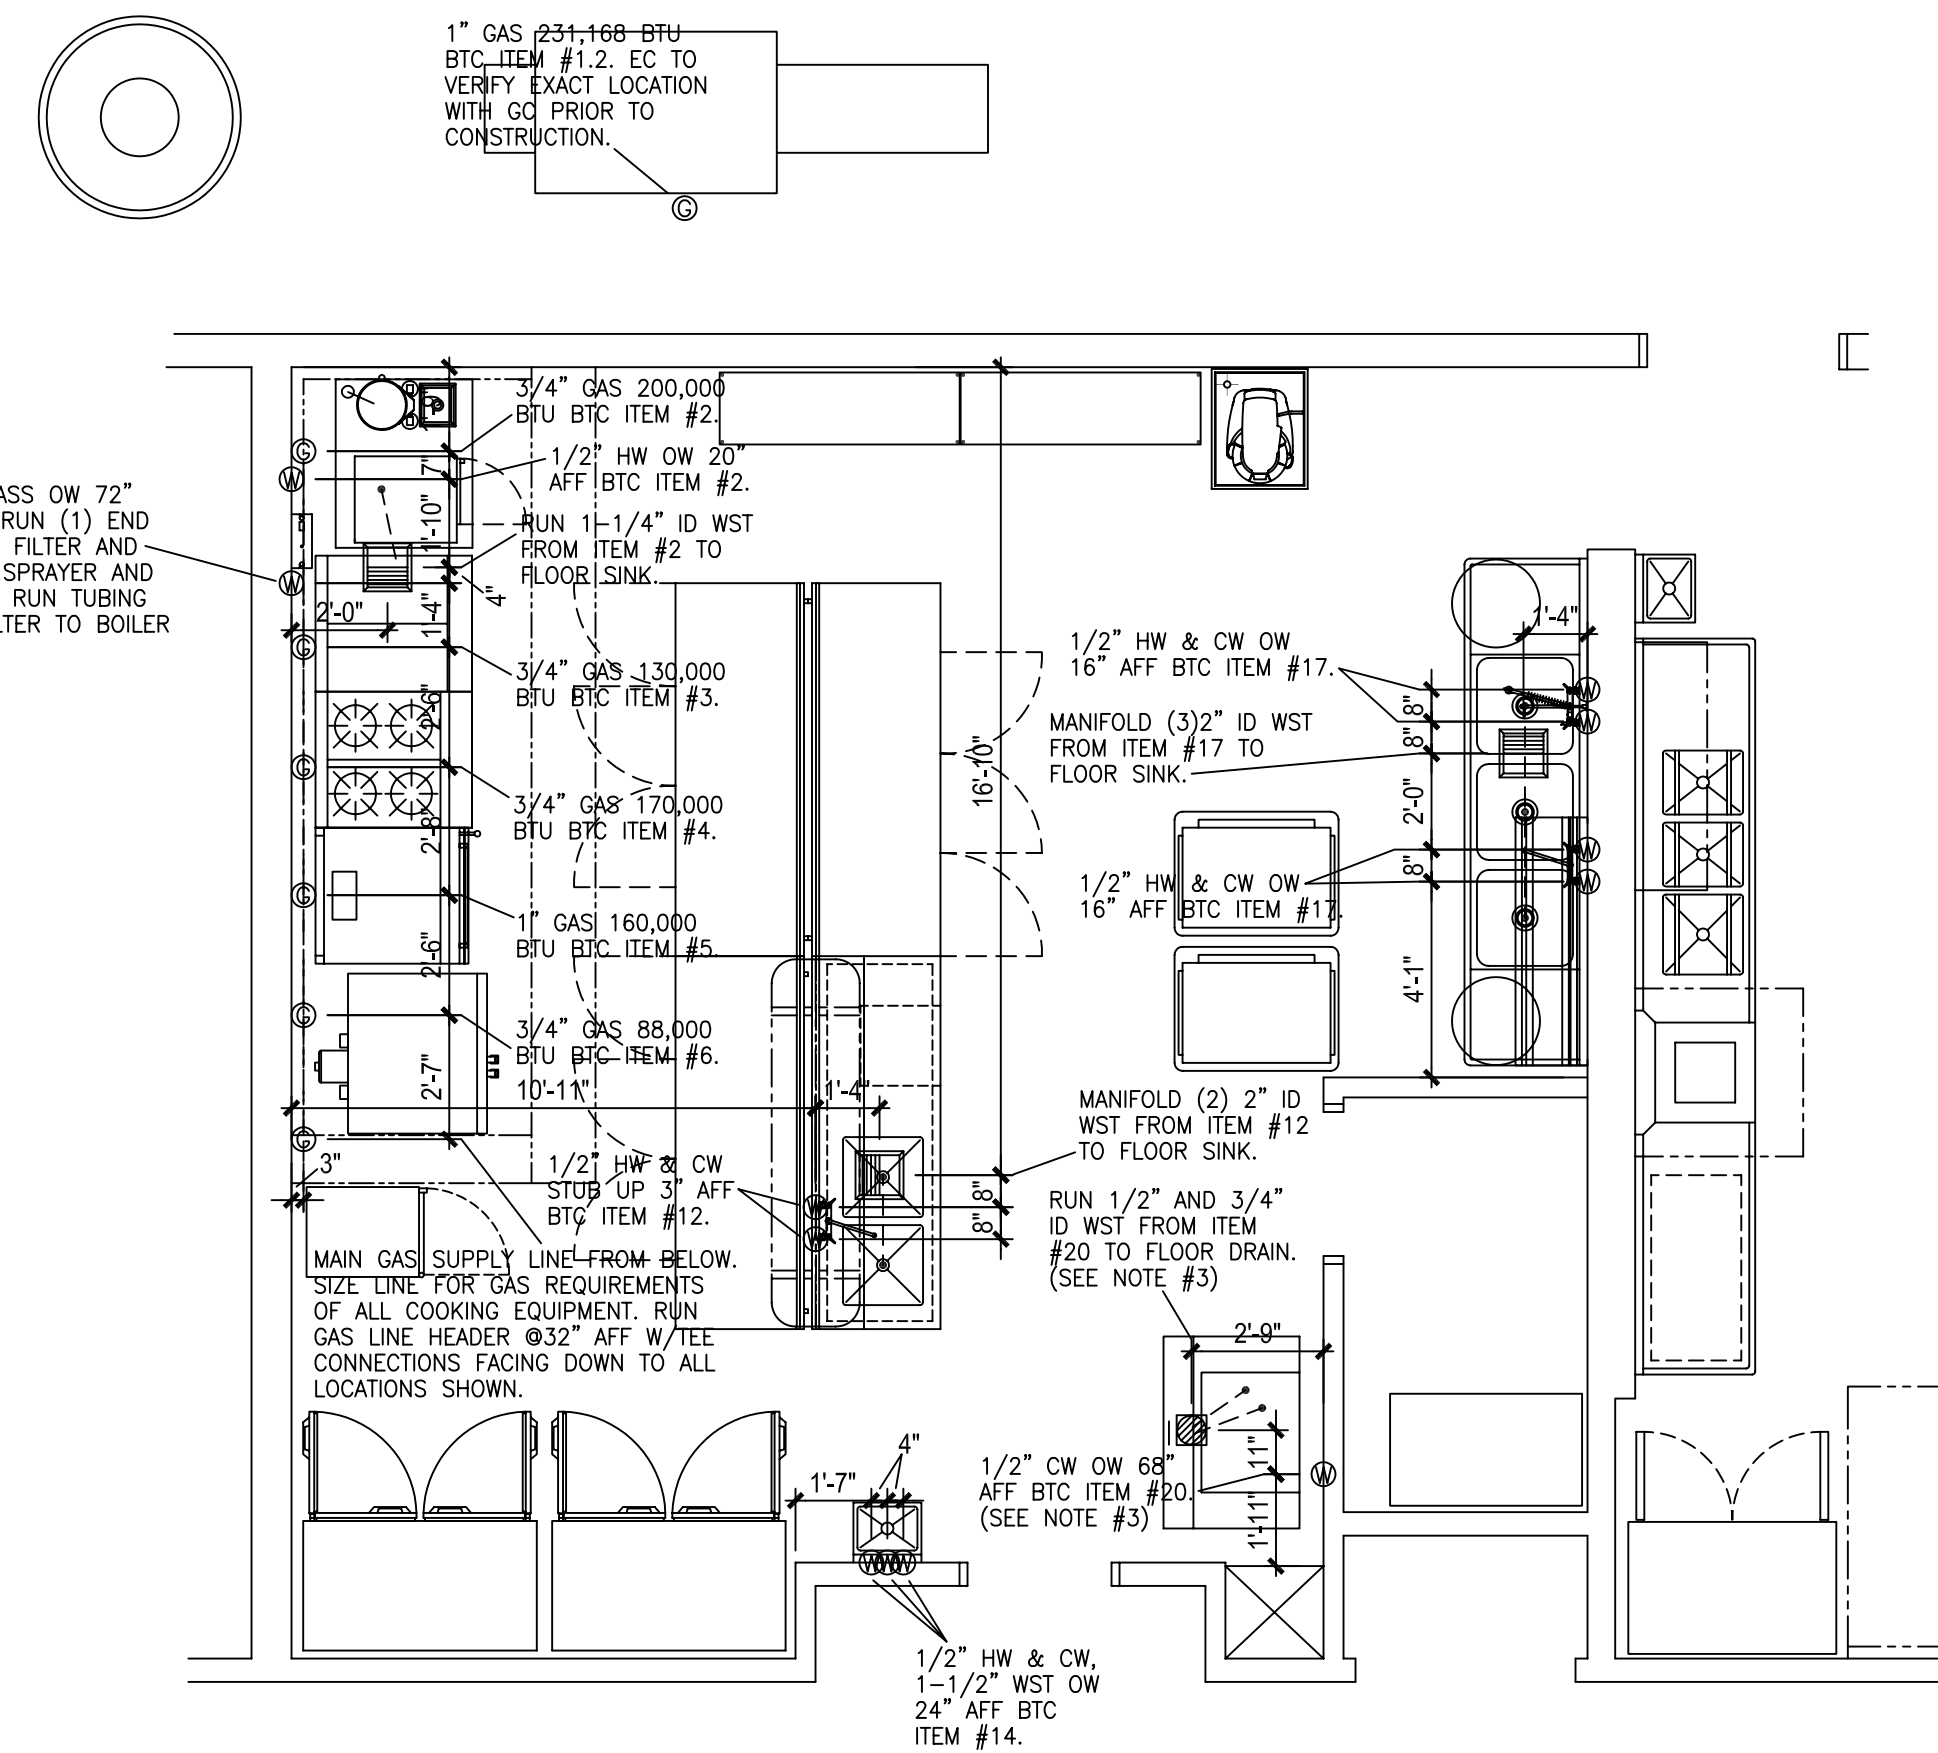 1” GAS 231,168 BTU
BTC ITEM #1.2. EC TO
VERIFY EXACT LOCATION
WITH GC PRIOR TO
CONSTRUCTION.
G
3/4” GAS 200,000
BTU BTC ITEM #2.
G
7"
1/2” HW OW 20”
AFF BTC ITEM #2.
W
ASS OW 72”
RUN (1) END
FILTER AND
SPRAYER AND
RUN TUBING
LTER TO BOILER
W
1'-10"
RUN 1-1/4” ID WST
FROM ITEM #2 TO
FLOOR SINK.
4"
2'-0"
1'-4"
G
3/4” GAS 130,000
BTU BTC ITEM #3.
2'-6"
G
3/4” GAS 170,000
BTU BTC ITEM #4.
2'-8"
G
1” GAS 160,000
BTU BTC ITEM #5.
2'-6"
G
3/4” GAS 88,000
BTU BTC ITEM #6.
2'-7"
10'-11"
1'-4"
16'-10"
G
3"
1/2” HW & CW
STUB UP 3” AFF
BTC ITEM #12.
W
W
8"
8"
MAIN GAS SUPPLY LINE FROM BELOW.
SIZE LINE FOR GAS REQUIREMENTS
OF ALL COOKING EQUIPMENT. RUN
GAS LINE HEADER @32” AFF W/TEE
CONNECTIONS FACING DOWN TO ALL
LOCATIONS SHOWN.
1/2” HW & CW OW
16” AFF BTC ITEM #17.
1'-4"
W
W
8"
8"
MANIFOLD (3)2” ID WST
FROM ITEM #17 TO
FLOOR SINK.
2'-0"
1/2” HW & CW OW
16” AFF BTC ITEM #17.
W
W
8"
4'-1"
MANIFOLD (2) 2” ID
WST FROM ITEM #12
TO FLOOR SINK.
RUN 1/2” AND 3/4”
ID WST FROM ITEM
#20 TO FLOOR DRAIN.
(SEE NOTE #3)
2'-9"
11"
1'-11"
W
1/2” CW OW 68”
AFF BTC ITEM #20.
(SEE NOTE #3)
4"
1'-7"
W W W
1/2” HW & CW,
1-1/2” WST OW
24” AFF BTC
ITEM #14.